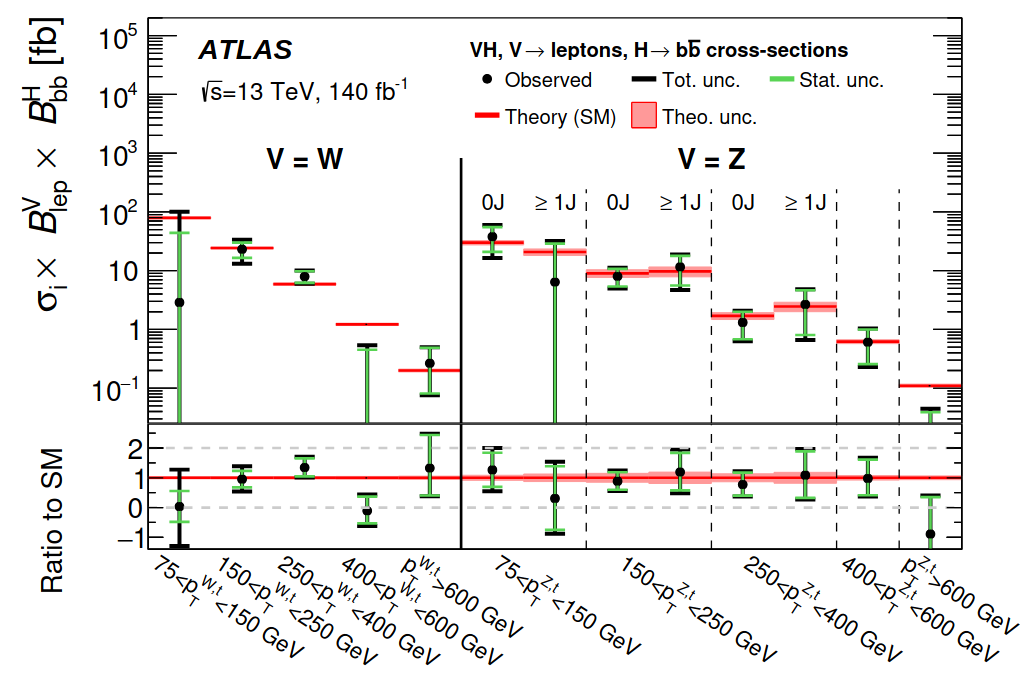 ATLAS
√s=13 TeV, 140 fb⁻¹
VH, V → leptons, H → bb̅ cross-sections
Observed
Tot. unc.
Stat. unc.
Theory (SM)
Theo. unc.
V = W
V = Z
0J
≥ 1J
0J
≥ 1J
0J
≥ 1J
σᵢ × B^V_lep × B^H_bb [fb]
10⁵
10⁴
10³
10²
10
1
10⁻¹
Ratio to SM
2
1
0
−1
75<p_T^{W,t}<150 GeV
150<p_T^{W,t}<250 GeV
250<p_T^{W,t}<400 GeV
400<p_T^{W,t}<600 GeV
p_T^{W,t}>600 GeV
75<p_T^{Z,t}<150 GeV
150<p_T^{Z,t}<250 GeV
250<p_T^{Z,t}<400 GeV
400<p_T^{Z,t}<600 GeV
p_T^{Z,t}>600 GeV